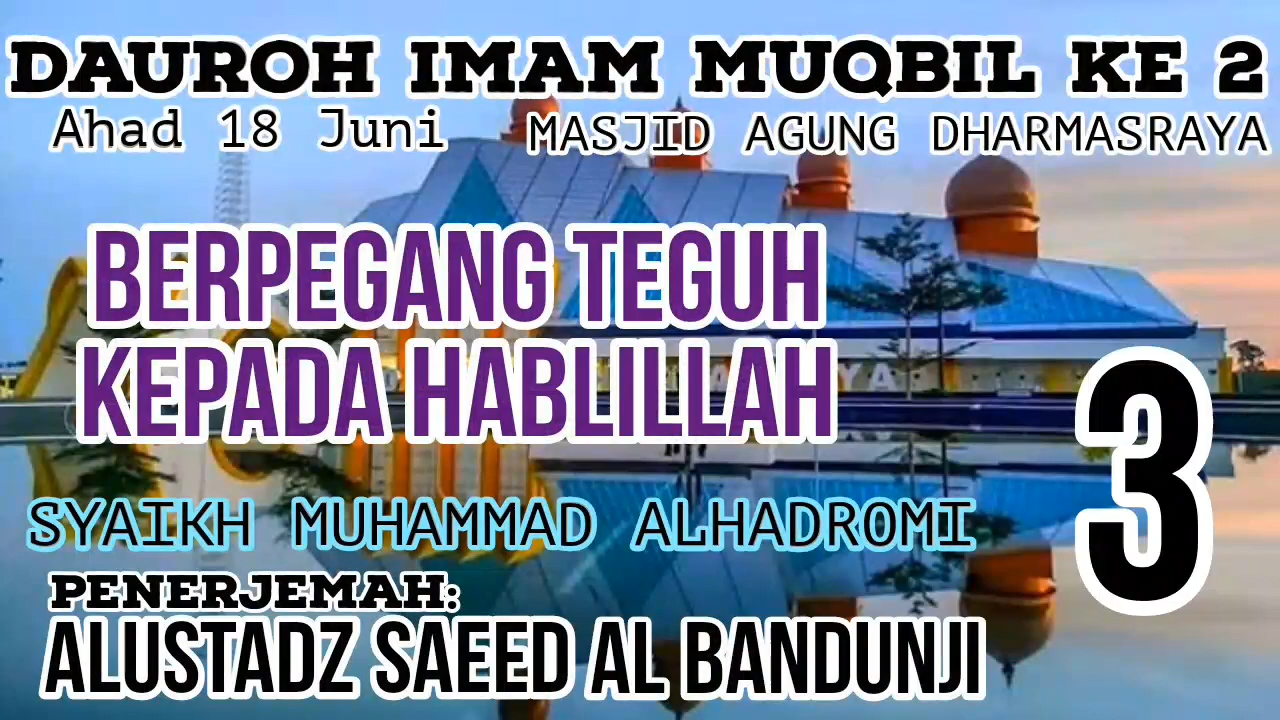 DAUROH IMAM MUQBIL KE 2
Ahad 18 Juni MASJID AGUNG DHARMASRAYA
BERPEGANG TEGUH
KEPADA HABLILLAH
3
SYAIKH MUHAMMAD ALHADROMI
PENERJEMAH:
ALUSTADZ SAEED AL BANDUNJI